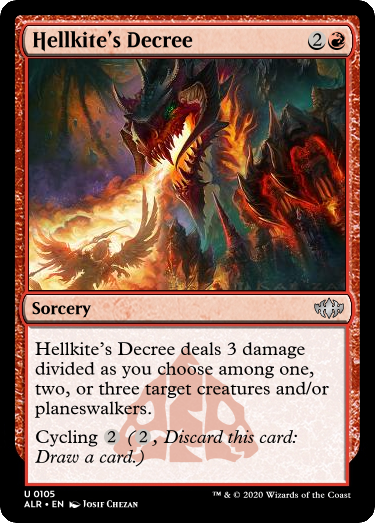 Hellkite's Decree 2
Sorcery
Hellkite's Decree deals 3 damage
divided as you choose among one,
two, or three target creatures and/or
planeswalkers.
Cycling 2 (2, Discard this card:
Draw a card.)
U 0105
ALR • EN Josif Chezan
™ & © 2020 Wizards of the Coast